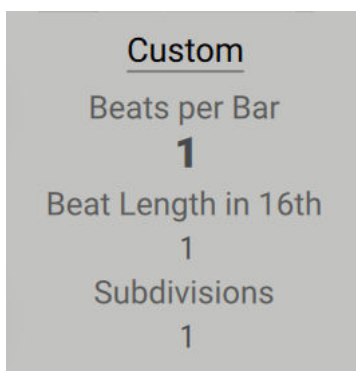 Custom
Beats per Bar
1
Beat Length in 16th
1
Subdivisions
1